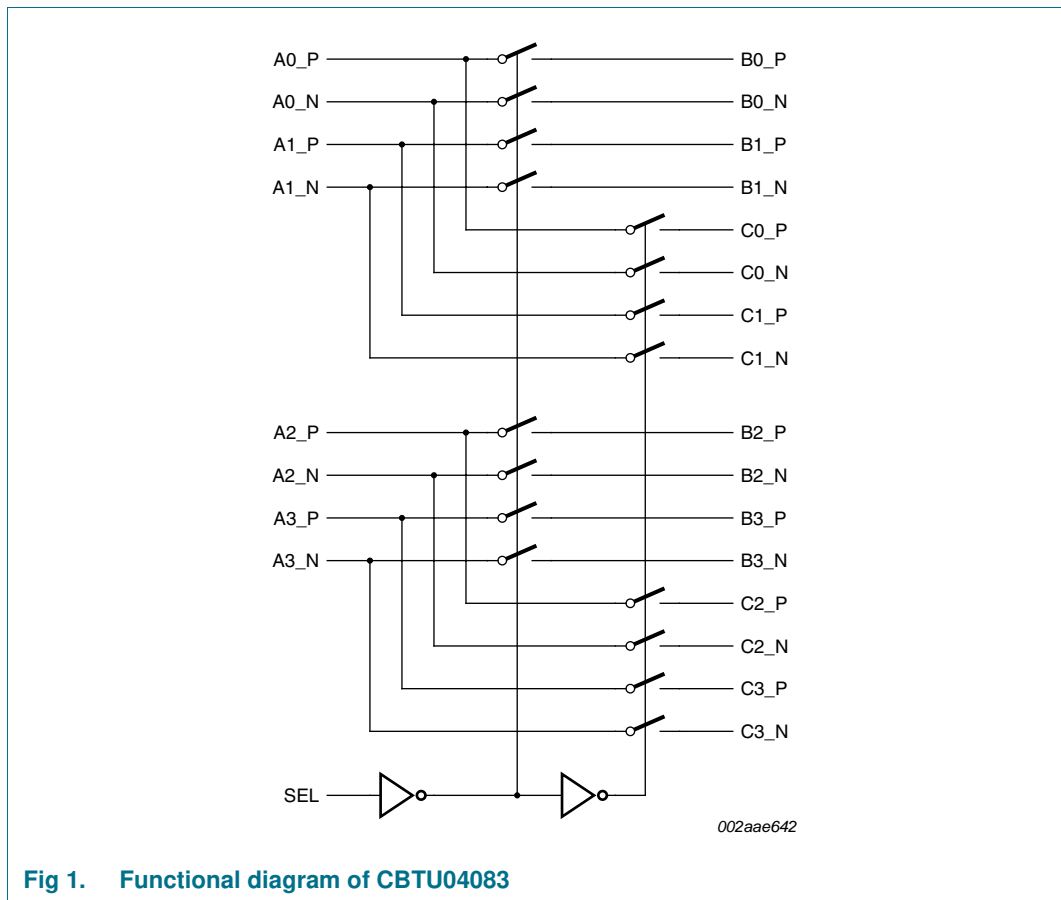 A0_P B0_P
A0_N B0_N
A1_P B1_P
A1_N B1_N
C0_P
C0_N
C1_P
C1_N
A2_P B2_P
A2_N B2_N
A3_P B3_P
A3_N B3_N
C2_P
C2_N
C3_P
C3_N
SEL
002aae642
Fig 1. Functional diagram of CBTU04083